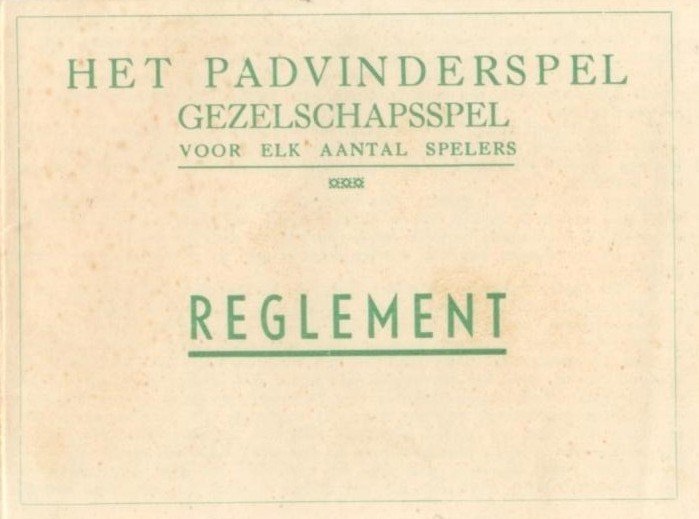 HET PADVINDERSPEL
GEZELSCHAPSSPEL
VOOR ELK AANTAL SPELERS
REGLEMENT